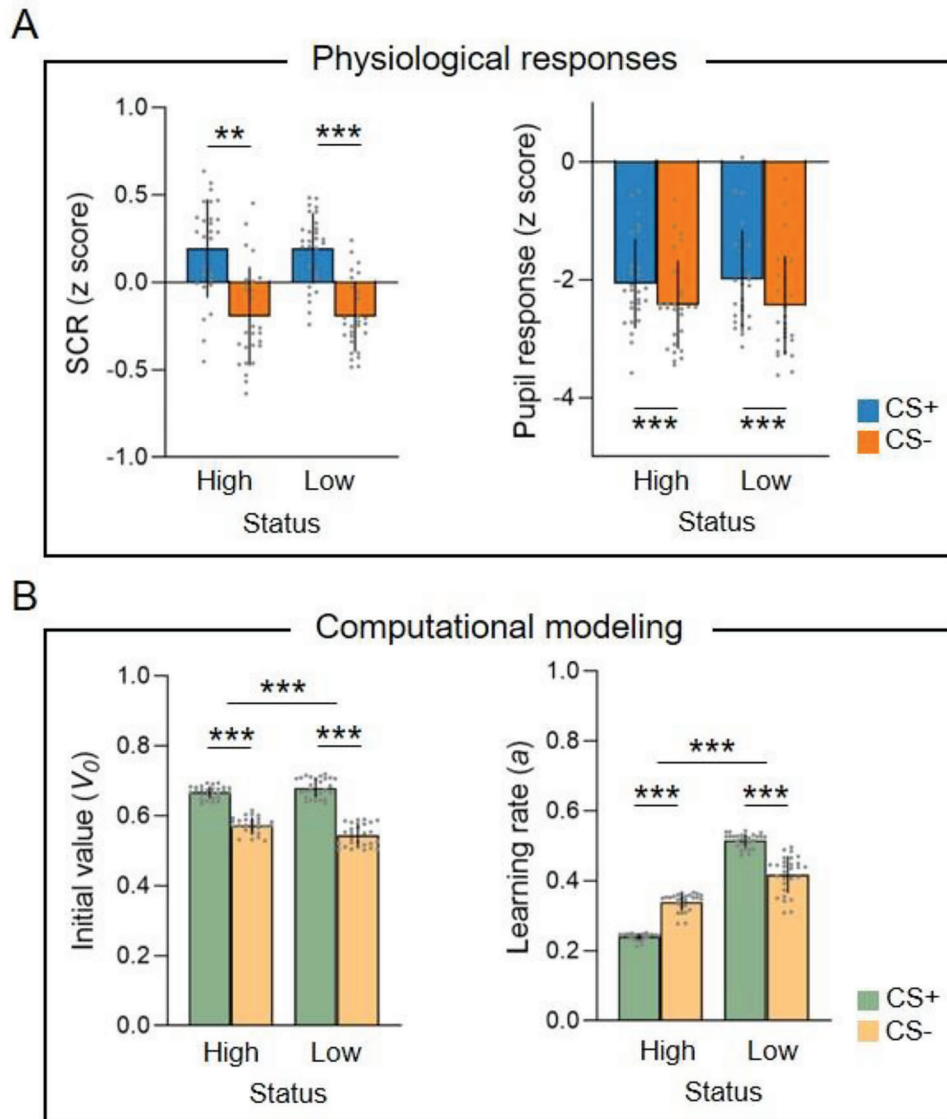 A
Physiological responses
SCR (z score)
1.0
0.5
0.0
-0.5
-1.0
**
***
High
Low
Status
Pupil response (z score)
0
-2
-4
***
***
High
Low
Status
CS+
CS-
B
Computational modeling
Initial value (V0)
1.0
0.8
0.6
0.4
0.2
0.0
***
***
***
High
Low
Status
Learning rate (a)
1.0
0.8
0.6
0.4
0.2
0.0
***
***
***
High
Low
Status
CS+
CS-